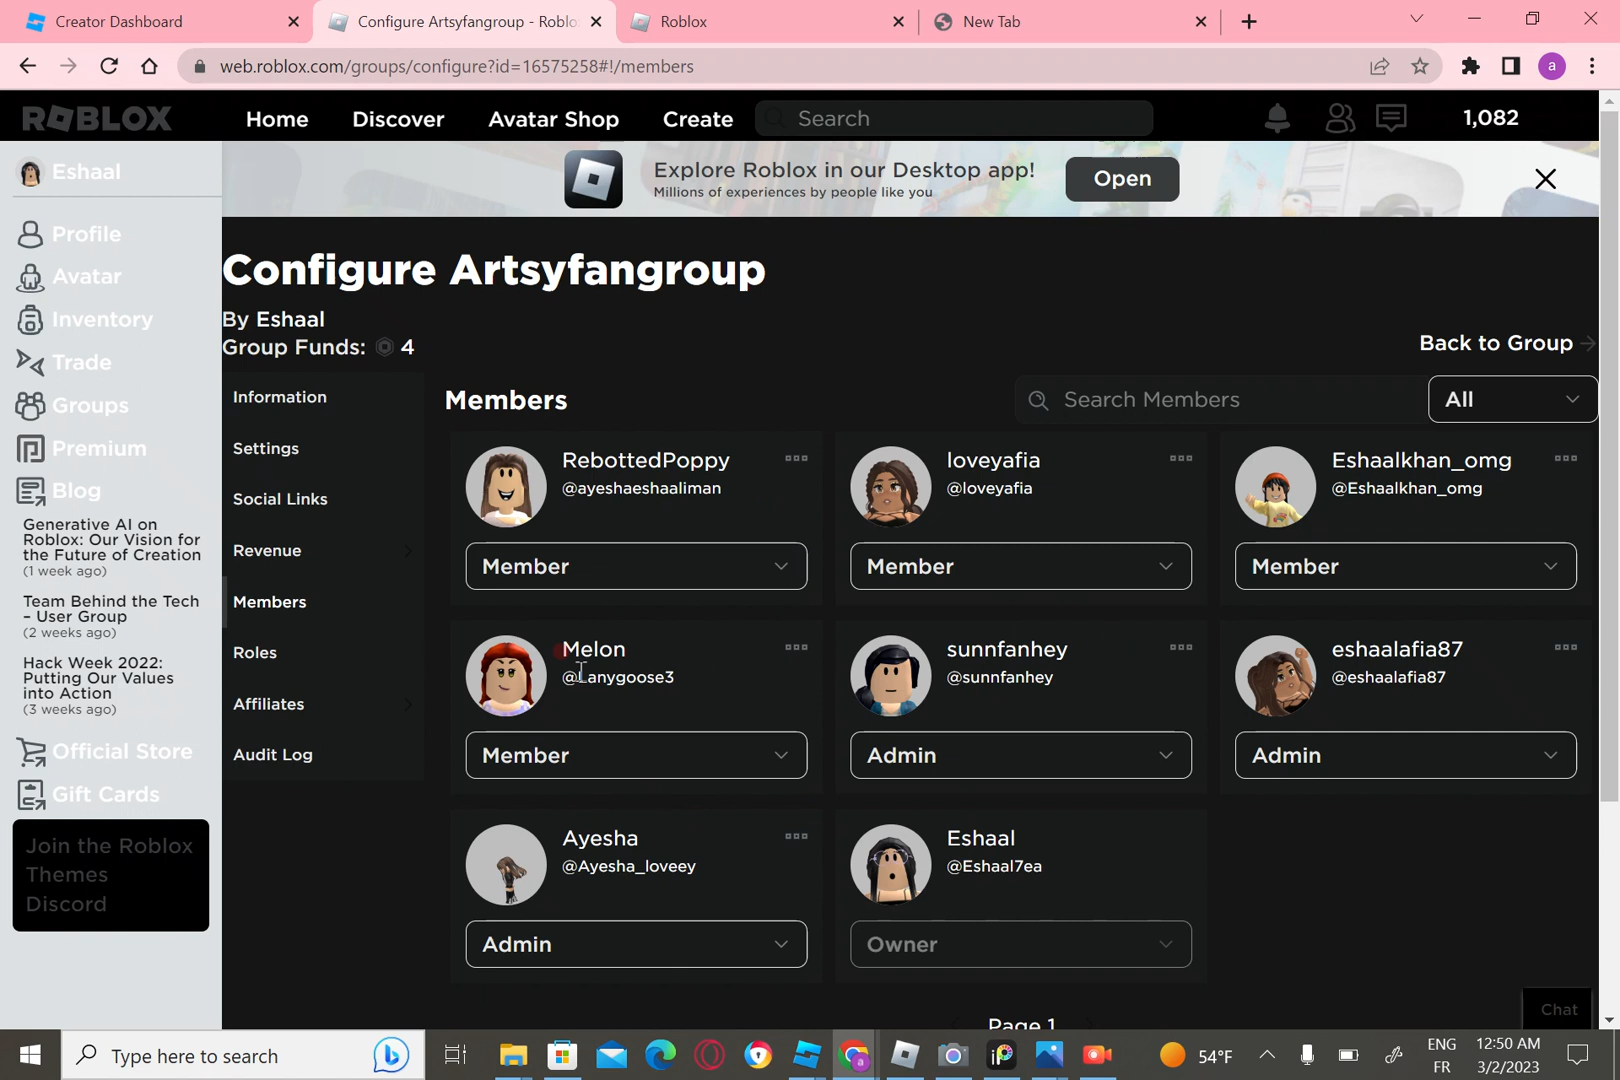 Creator Dashboard
Configure Artsyfangroup - Roblo
Roblox
New Tab
web.roblox.com/groups/configure?id=16575258#!/members
a
ROBLOX
Home
Discover
Avatar Shop
Create
Search
1,082
Eshaal
Explore Roblox in our Desktop app!
Millions of experiences by people like you
Open
Profile
Avatar
Inventory
Trade
Groups
Premium
Blog
Generative AI on
Roblox: Our Vision for
the Future of Creation
(1 week ago)
Team Behind the Tech
– User Group
(2 weeks ago)
Hack Week 2022:
Putting Our Values
into Action
(3 weeks ago)
Official Store
Gift Cards
Join the Roblox
Themes
Discord
Configure Artsyfangroup
By Eshaal
Group Funds: 4
Back to Group
Information
Settings
Social Links
Revenue
Members
Roles
Affiliates
Audit Log
Members
Search Members
All
RebottedPoppy
@ayeshaeshaaliman
Member
loveyafia
@loveyafia
Member
Eshaalkhan_omg
@Eshaalkhan_omg
Member
Melon
Member
sunnfanhey
@sunnfanhey
Admin
eshaalafia87
@eshaalafia87
Admin
Ayesha
@Ayesha_loveey
Admin
Eshaal
@Eshaal7ea
Owner
Page 1
Chat
Type here to search
54°F
ENG
FR
12:50 AM
3/2/2023